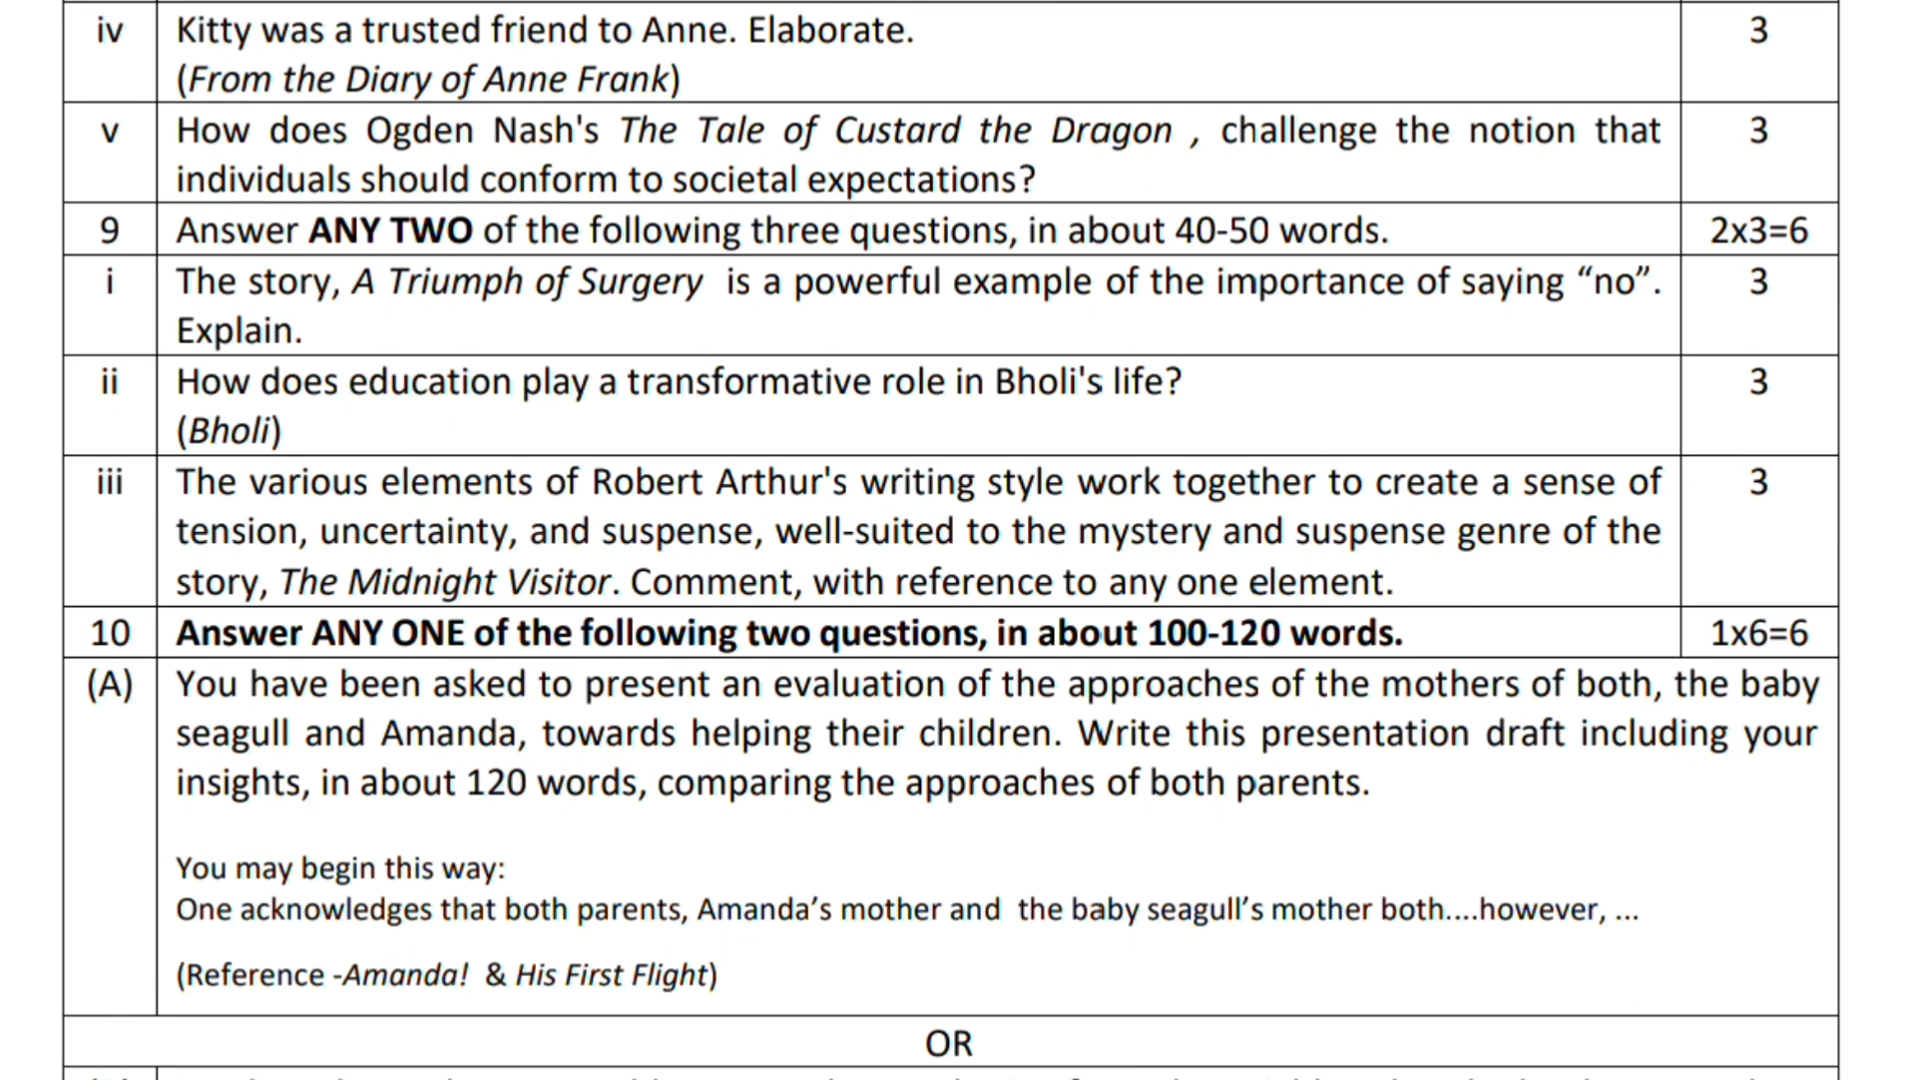 iv Kitty was a trusted friend to Anne. Elaborate. 3
(From the Diary of Anne Frank)
v How does Ogden Nash's The Tale of Custard the Dragon , challenge the notion that 3
individuals should conform to societal expectations?
9 Answer ANY TWO of the following three questions, in about 40-50 words. 2x3=6
i The story, A Triumph of Surgery is a powerful example of the importance of saying “no”. 3
Explain.
ii How does education play a transformative role in Bholi's life? 3
(Bholi)
iii The various elements of Robert Arthur's writing style work together to create a sense of 3
tension, uncertainty, and suspense, well-suited to the mystery and suspense genre of the
story, The Midnight Visitor. Comment, with reference to any one element.
10 Answer ANY ONE of the following two questions, in about 100-120 words. 1x6=6
(A) You have been asked to present an evaluation of the approaches of the mothers of both, the baby
seagull and Amanda, towards helping their children. Write this presentation draft including your
insights, in about 120 words, comparing the approaches of both parents.
You may begin this way:
One acknowledges that both parents, Amanda’s mother and the baby seagull’s mother both....however, ...
(Reference -Amanda! & His First Flight)
OR